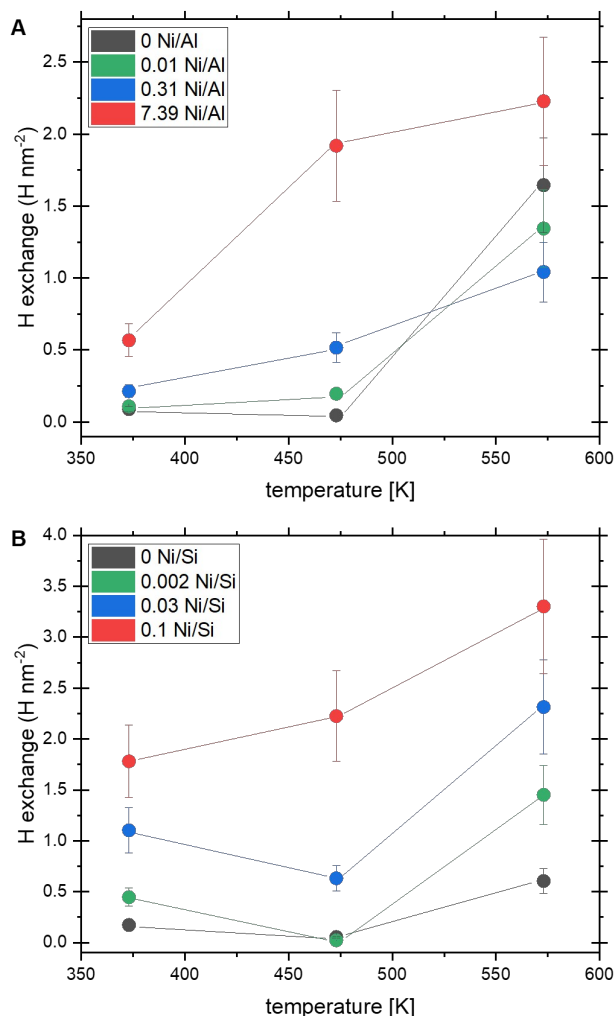 A
0 Ni/Al
0.01 Ni/Al
0.31 Ni/Al
7.39 Ni/Al
H exchange (H nm-2)
2.5
2.0
1.5
1.0
0.5
0.0
350 400 450 500 550 600
temperature [K]
B
0 Ni/Si
0.002 Ni/Si
0.03 Ni/Si
0.1 Ni/Si
H exchange (H nm-2)
4.0
3.5
3.0
2.5
2.0
1.5
1.0
0.5
0.0
350 400 450 500 550 600
temperature [K]